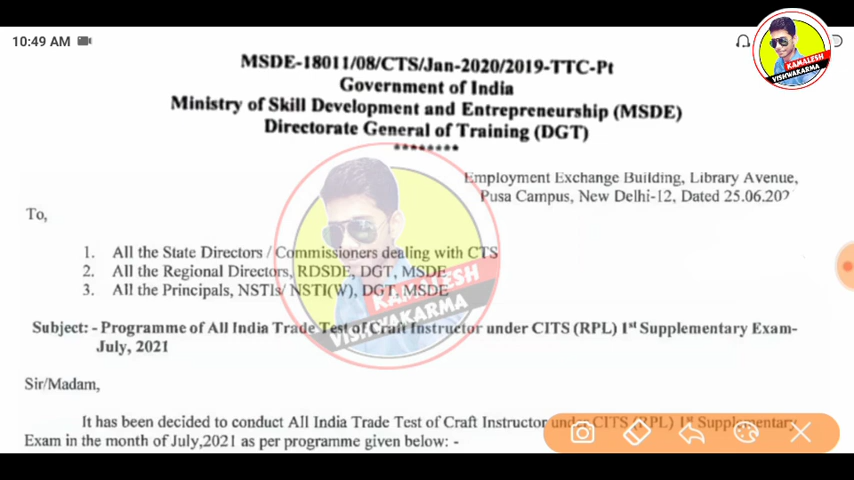 10:49 AM
MSDE-18011/08/CTS/Jan-2020/2019-TTC-Pt
Government of India
Ministry of Skill Development and Entrepreneurship (MSDE)
Directorate General of Training (DGT)
********
KAMALESH
VISHWAKARMA
Employment Exchange Building, Library Avenue,
Pusa Campus, New Delhi-12, Dated 25.06.202
To,
1. All the State Directors / Commissioners dealing with CTS
2. All the Regional Directors, RDSDE, DGT, MSDE
3. All the Principals, NSTIs/ NSTI(W), DGT, MSDE
KAMALESH
VISHWAKARMA
Subject: - Programme of All India Trade Test of Craft Instructor under CITS (RPL) 1st Supplementary Exam-
July, 2021
Sir/Madam,
It has been decided to conduct All India Trade Test of Craft Instructor under CITS (RPL) 1st Supplementary
Exam in the month of July,2021 as per programme given below: -